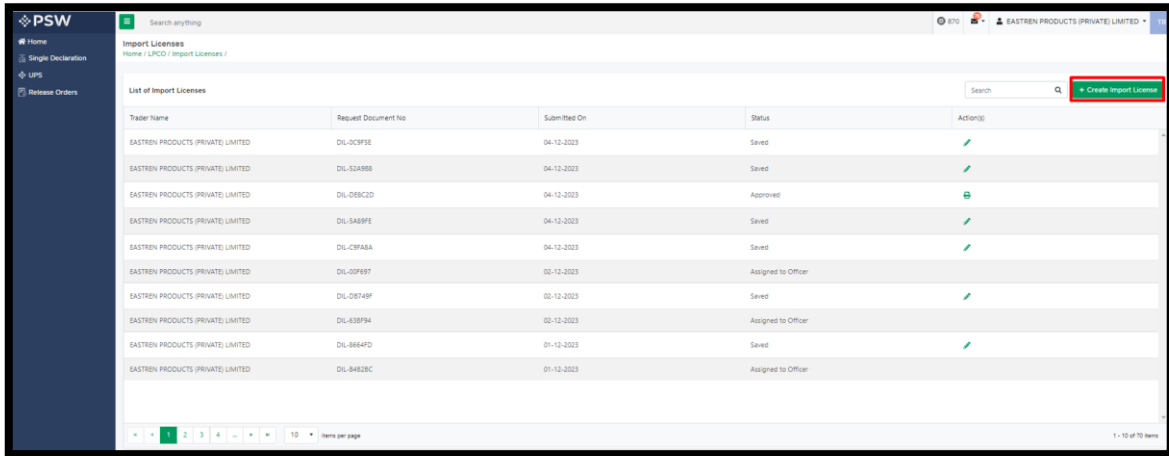 PSW
Search anything
870
EASTREN PRODUCTS (PRIVATE) LIMITED
Home
Single Declaration
UPS
Release Orders
Import Licenses
Home / LPCO / Import Licenses /
List of Import Licenses
Search
+ Create Import License
Trader Name Request Document No Submitted On Status Action(s)
EASTREN PRODUCTS (PRIVATE) LIMITED DIL-0C9F5E 04-12-2023 Saved
EASTREN PRODUCTS (PRIVATE) LIMITED DIL-52A9BB 04-12-2023 Saved
EASTREN PRODUCTS (PRIVATE) LIMITED DIL-DEBC2D 04-12-2023 Approved
EASTREN PRODUCTS (PRIVATE) LIMITED DIL-5A89FE 04-12-2023 Saved
EASTREN PRODUCTS (PRIVATE) LIMITED DIL-C9FABA 04-12-2023 Saved
EASTREN PRODUCTS (PRIVATE) LIMITED DIL-00F697 02-12-2023 Assigned to Officer
EASTREN PRODUCTS (PRIVATE) LIMITED DIL-DB749F 02-12-2023 Saved
EASTREN PRODUCTS (PRIVATE) LIMITED DIL-638F94 02-12-2023 Assigned to Officer
EASTREN PRODUCTS (PRIVATE) LIMITED DIL-8664FD 01-12-2023 Saved
EASTREN PRODUCTS (PRIVATE) LIMITED DIL-84B2BC 01-12-2023 Assigned to Officer
1 2 3 4 ... 10 items per page
1 - 10 of 70 items